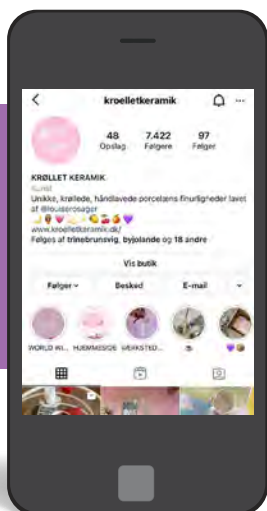 kroelletkeramik
48 7.422 97
Opslag Følgere Følger
KRØLLET KERAMIK
Kunst
Unikke, krøllede, håndlavede porcelæns finurligheder lavet
af @louiserosager
www.kroelletkeramik.dk/
Følges af trinebrunsvig, byjolande og 18 andre
Vis butik
Følger Besked E-mail
WORLD WI... HJEMMESIDE VÆRKSTED...